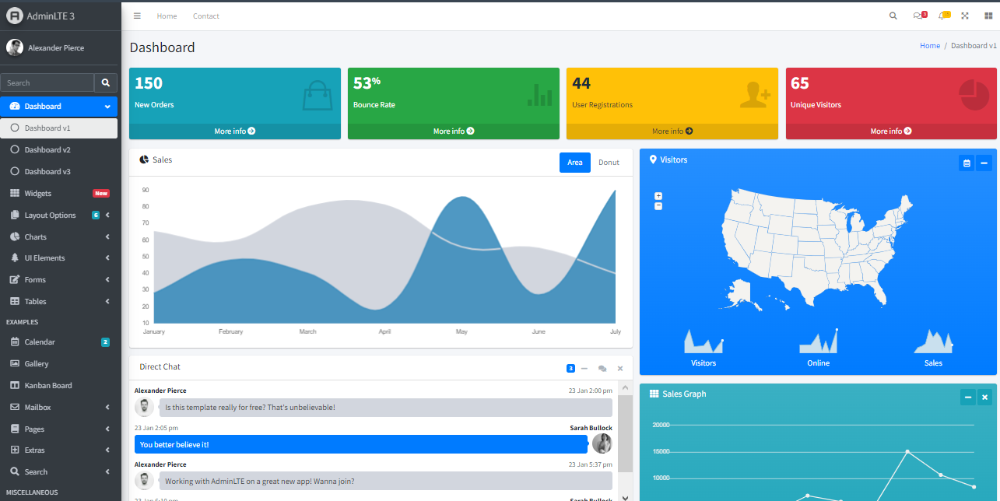 AdminLTE 3
Alexander Pierce
Search
Dashboard
Dashboard v1
Dashboard v2
Dashboard v3
Widgets New
Layout Options 6
Charts
UI Elements
Forms
Tables
EXAMPLES
Calendar 2
Gallery
Kanban Board
Mailbox
Pages
Extras
Search
MISCELLANEOUS
Home Contact
3
Dashboard
Home / Dashboard v1
150
New Orders
More info
53%
Bounce Rate
More info
44
User Registrations
More info
65
Unique Visitors
More info
Sales
Area Donut
90
80
70
60
50
40
30
20
10
January February March April May June July
Direct Chat
3
Alexander Pierce 23 Jan 2:00 pm
Is this template really for free? That's unbelievable!
23 Jan 2:05 pm Sarah Bullock
You better believe it!
Alexander Pierce 23 Jan 5:37 pm
Working with AdminLTE on a great new app! Wanna join?
23 Jan 6:10 pm Sarah Bullock
Visitors
+
−
Visitors Online Sales
Sales Graph
20000
15000
10000